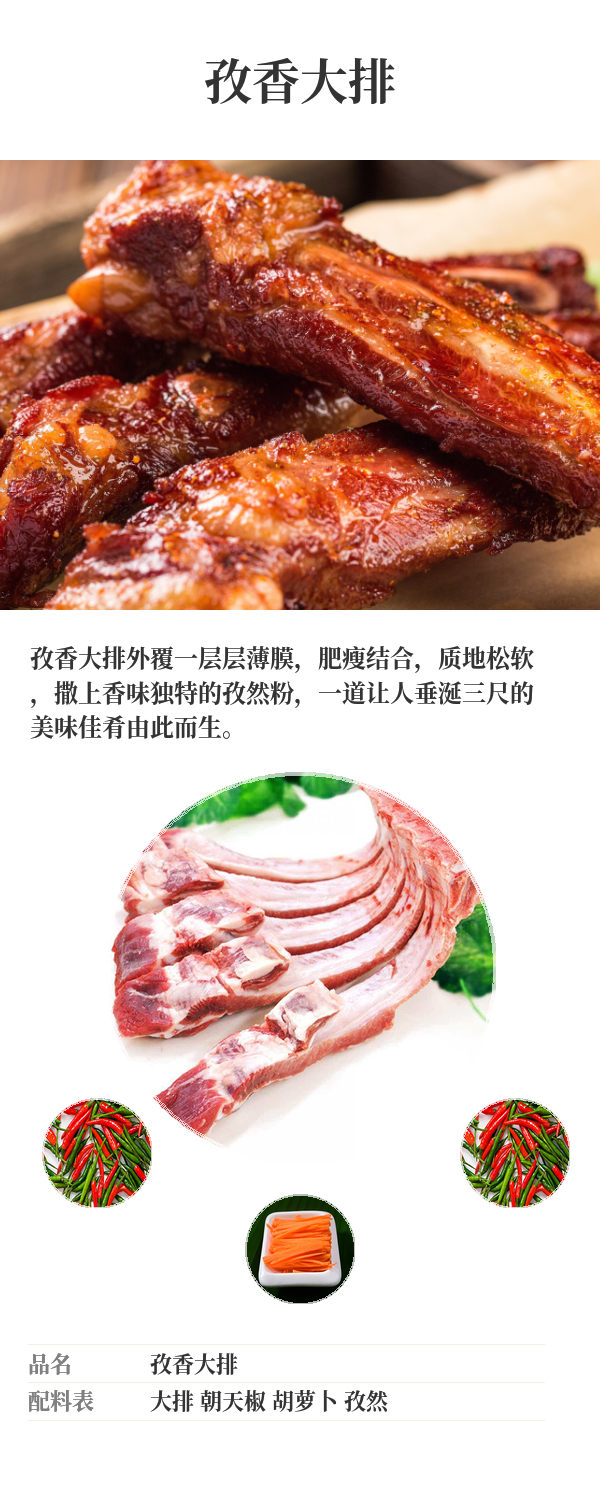 孜香大排
孜香大排外覆一层层薄膜，肥瘦结合，质地松软
，撒上香味独特的孜然粉，一道让人垂涎三尺的
美味佳肴由此而生。
品名 孜香大排
配料表 大排 朝天椒 胡萝卜 孜然